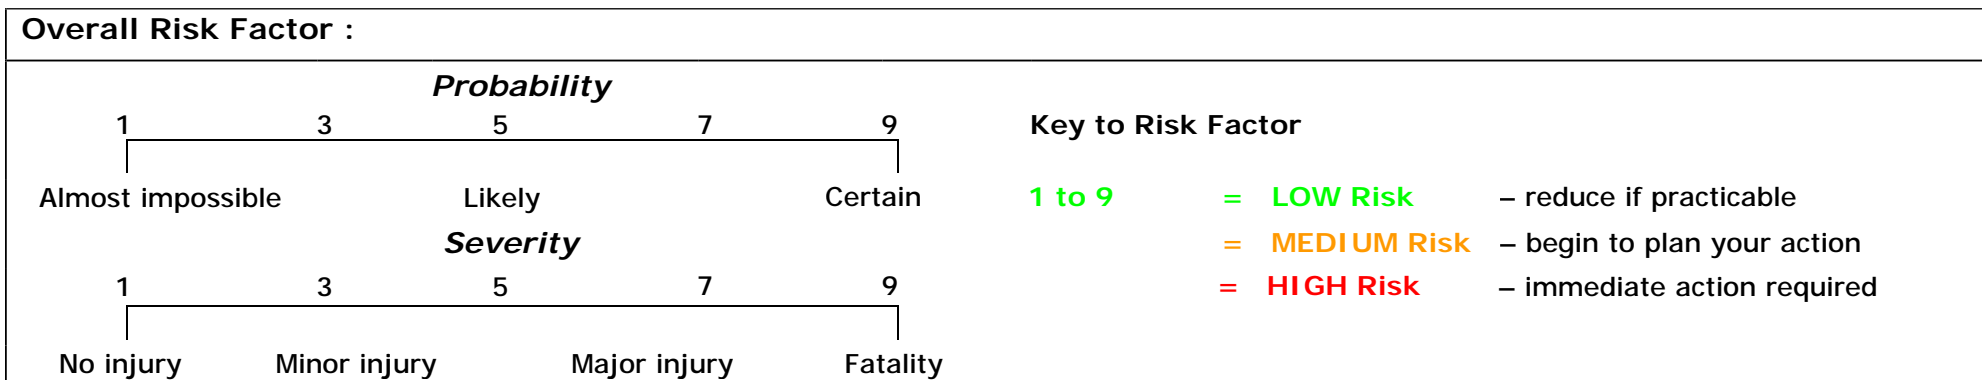 Overall Risk Factor :
Probability
1 3 5 7 9 Key to Risk Factor
Almost impossible Likely Certain 1 to 9 = LOW Risk – reduce if practicable
Severity = MEDIUM Risk – begin to plan your action
1 3 5 7 9 = HIGH Risk – immediate action required
No injury Minor injury Major injury Fatality